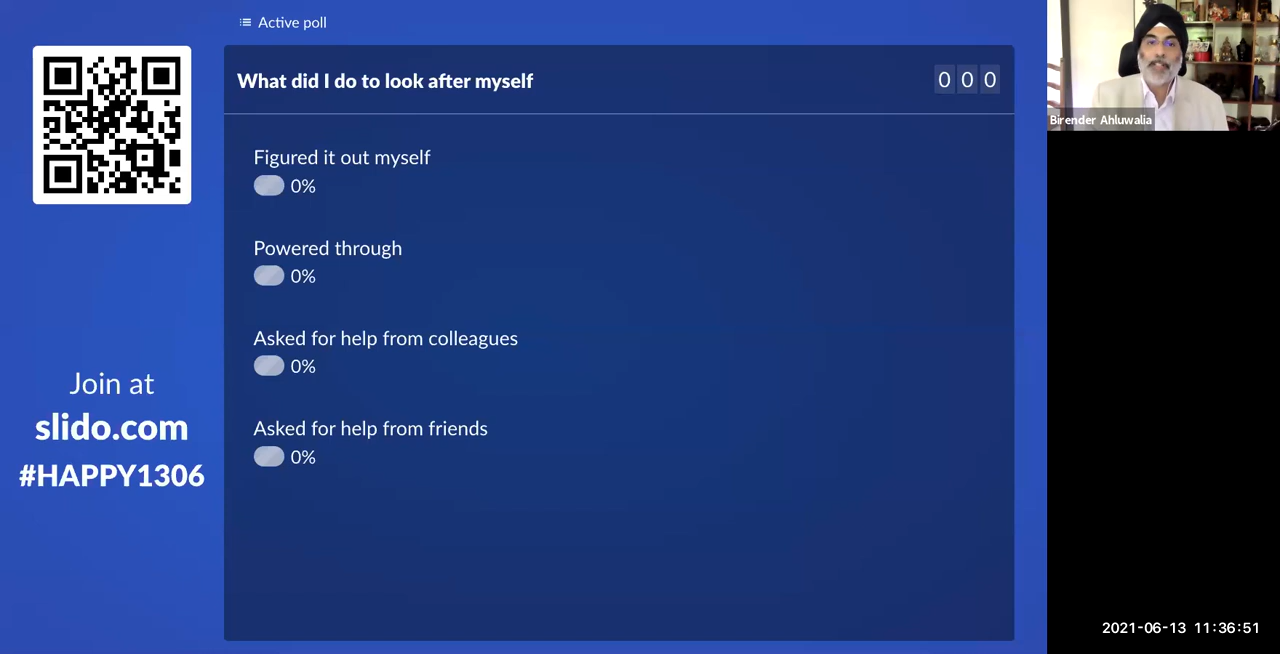 Active poll
What did I do to look after myself
0 0 0
Figured it out myself
0%
Powered through
0%
Asked for help from colleagues
0%
Asked for help from friends
0%
Join at
slido.com
#HAPPY1306
Birender Ahluwalia
2021-06-13 11:36:51